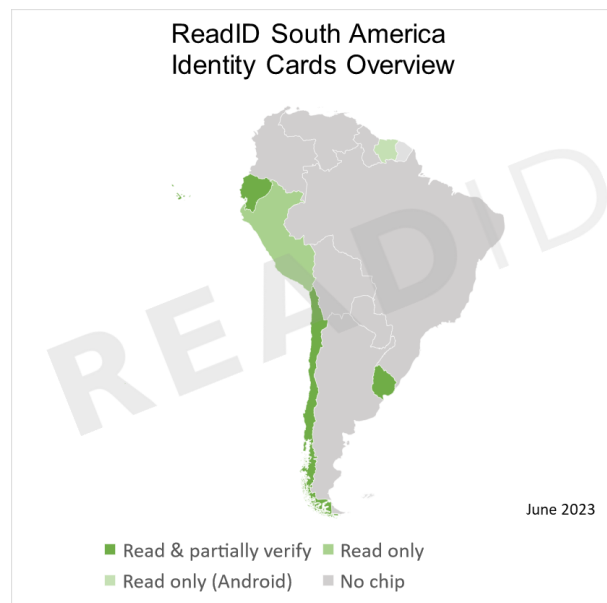 ReadID South America
Identity Cards Overview
READID
June 2023
Read & partially verify
Read only
Read only (Android)
No chip